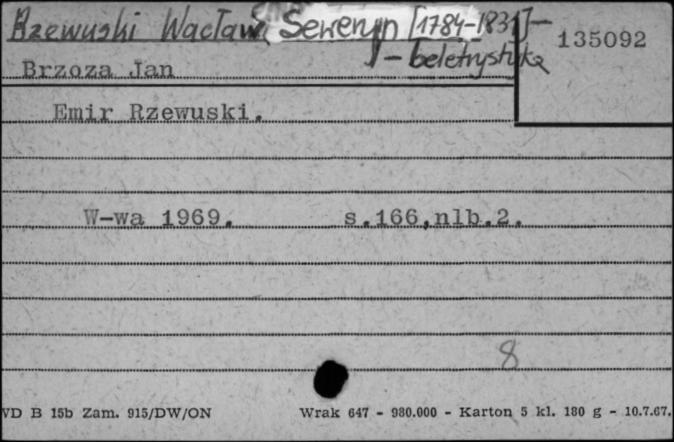 Rzewuski Wacław Seweryn [1784-1831]—
— beletrystyka
135092
Brzoza Jan
Emir Rzewuski.
W-wa 1969. s.166,nlb.2.
8
VD B 15b Zam. 915/DW/ON Wrak 647 - 980.000 - Karton 5 kl. 180 g - 10.7.67.